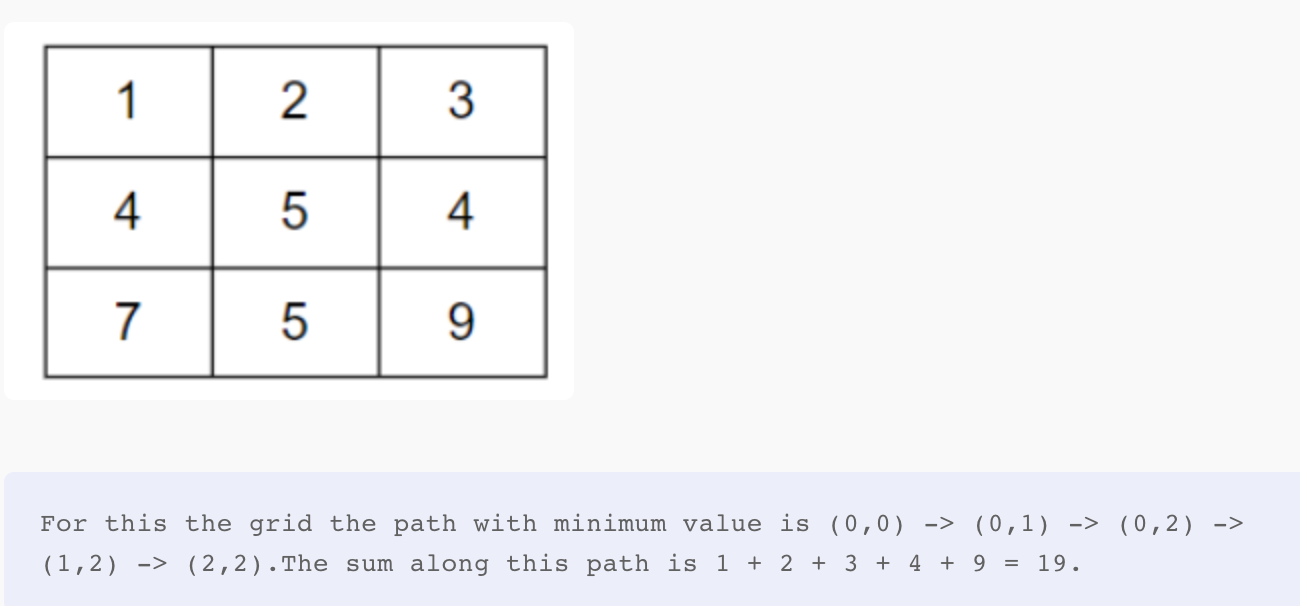 1 2 3
4 5 4
7 5 9
For this the grid the path with minimum value is (0,0) -> (0,1) -> (0,2) ->
(1,2) -> (2,2).The sum along this path is 1 + 2 + 3 + 4 + 9 = 19.